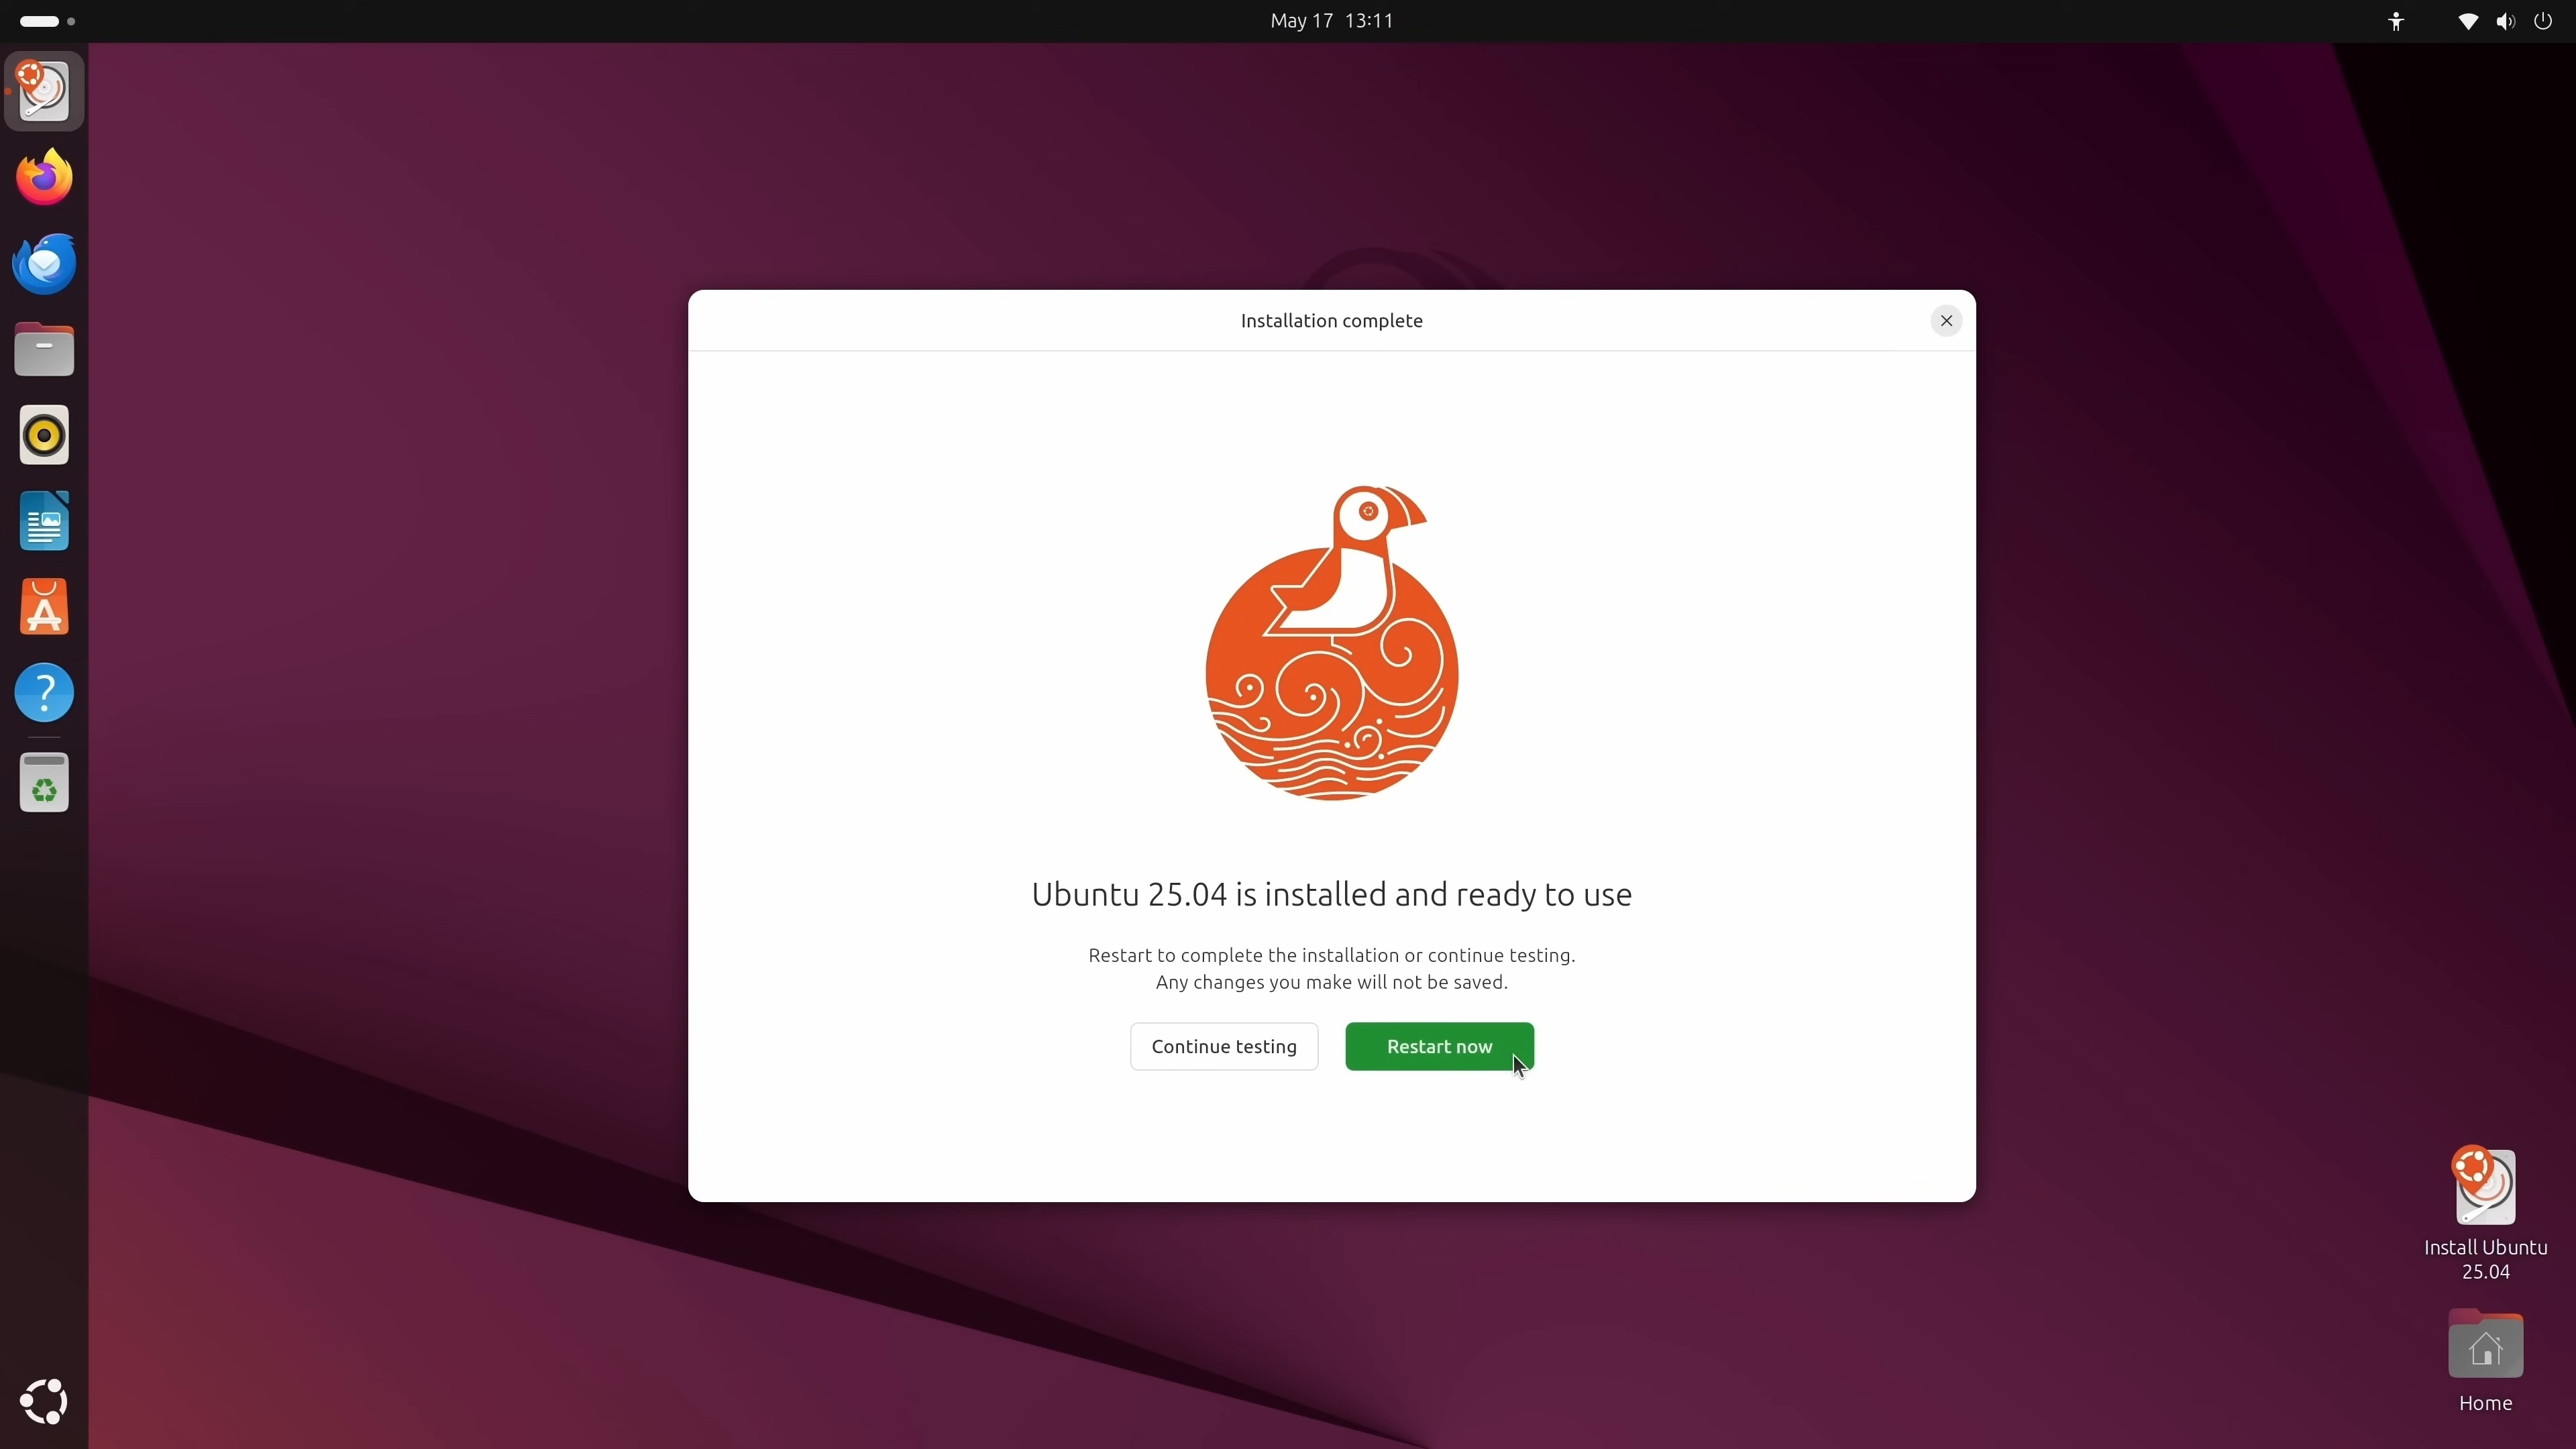 May 17 13:11
Installation complete
Ubuntu 25.04 is installed and ready to use
Restart to complete the installation or continue testing.
Any changes you make will not be saved.
Continue testing
Restart now
Install Ubuntu
25.04
Home